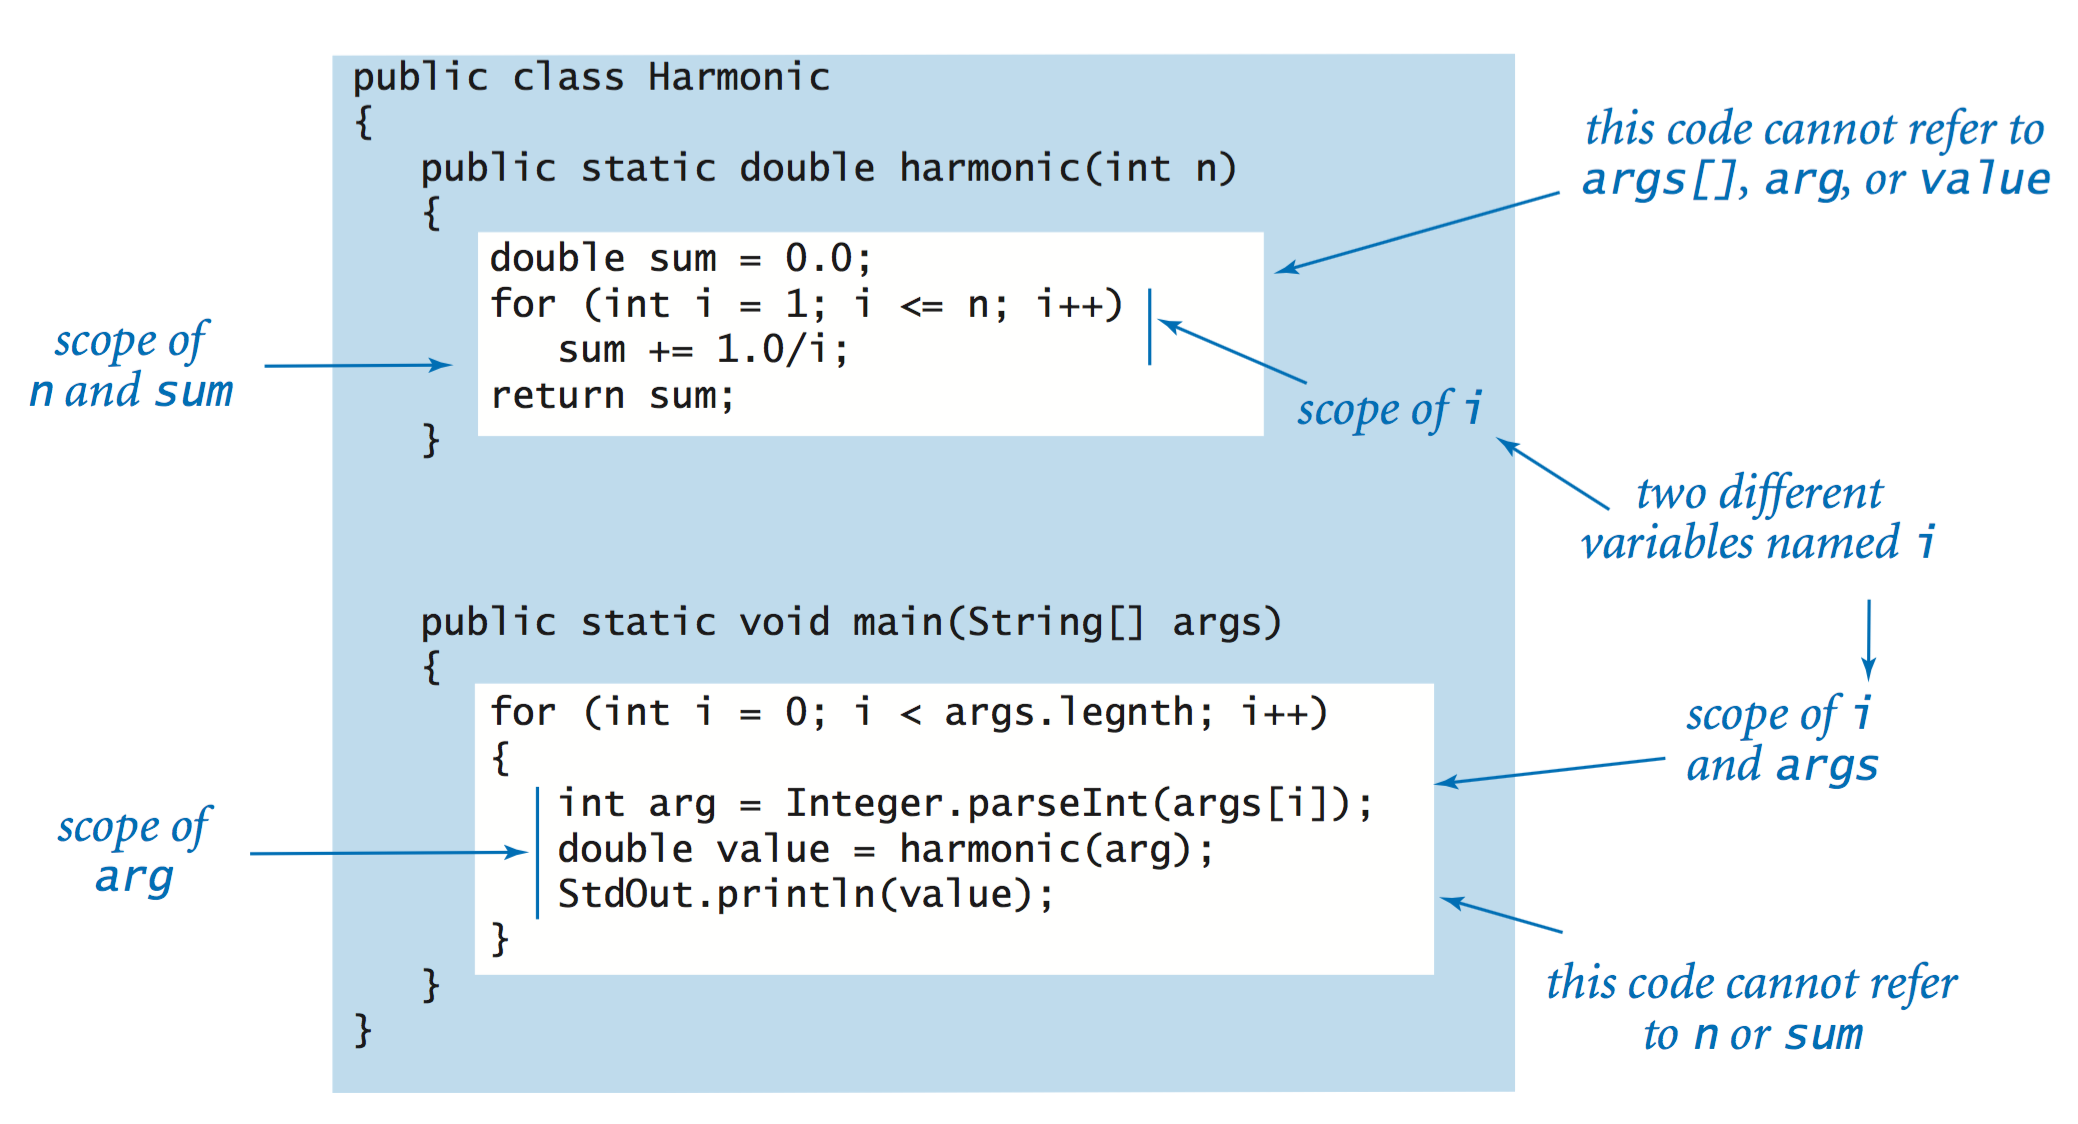 public class Harmonic
{
public static double harmonic(int n)
{
double sum = 0.0;
for (int i = 1; i <= n; i++)
sum += 1.0/i;
return sum;
}
public static void main(String[] args)
{
for (int i = 0; i < args.legnth; i++)
{
int arg = Integer.parseInt(args[i]);
double value = harmonic(arg);
StdOut.println(value);
}
}
}
scope of
n and sum
scope of
arg
this code cannot refer to
args[], arg, or value
scope of i
two different
variables named i
scope of i
and args
this code cannot refer
to n or sum